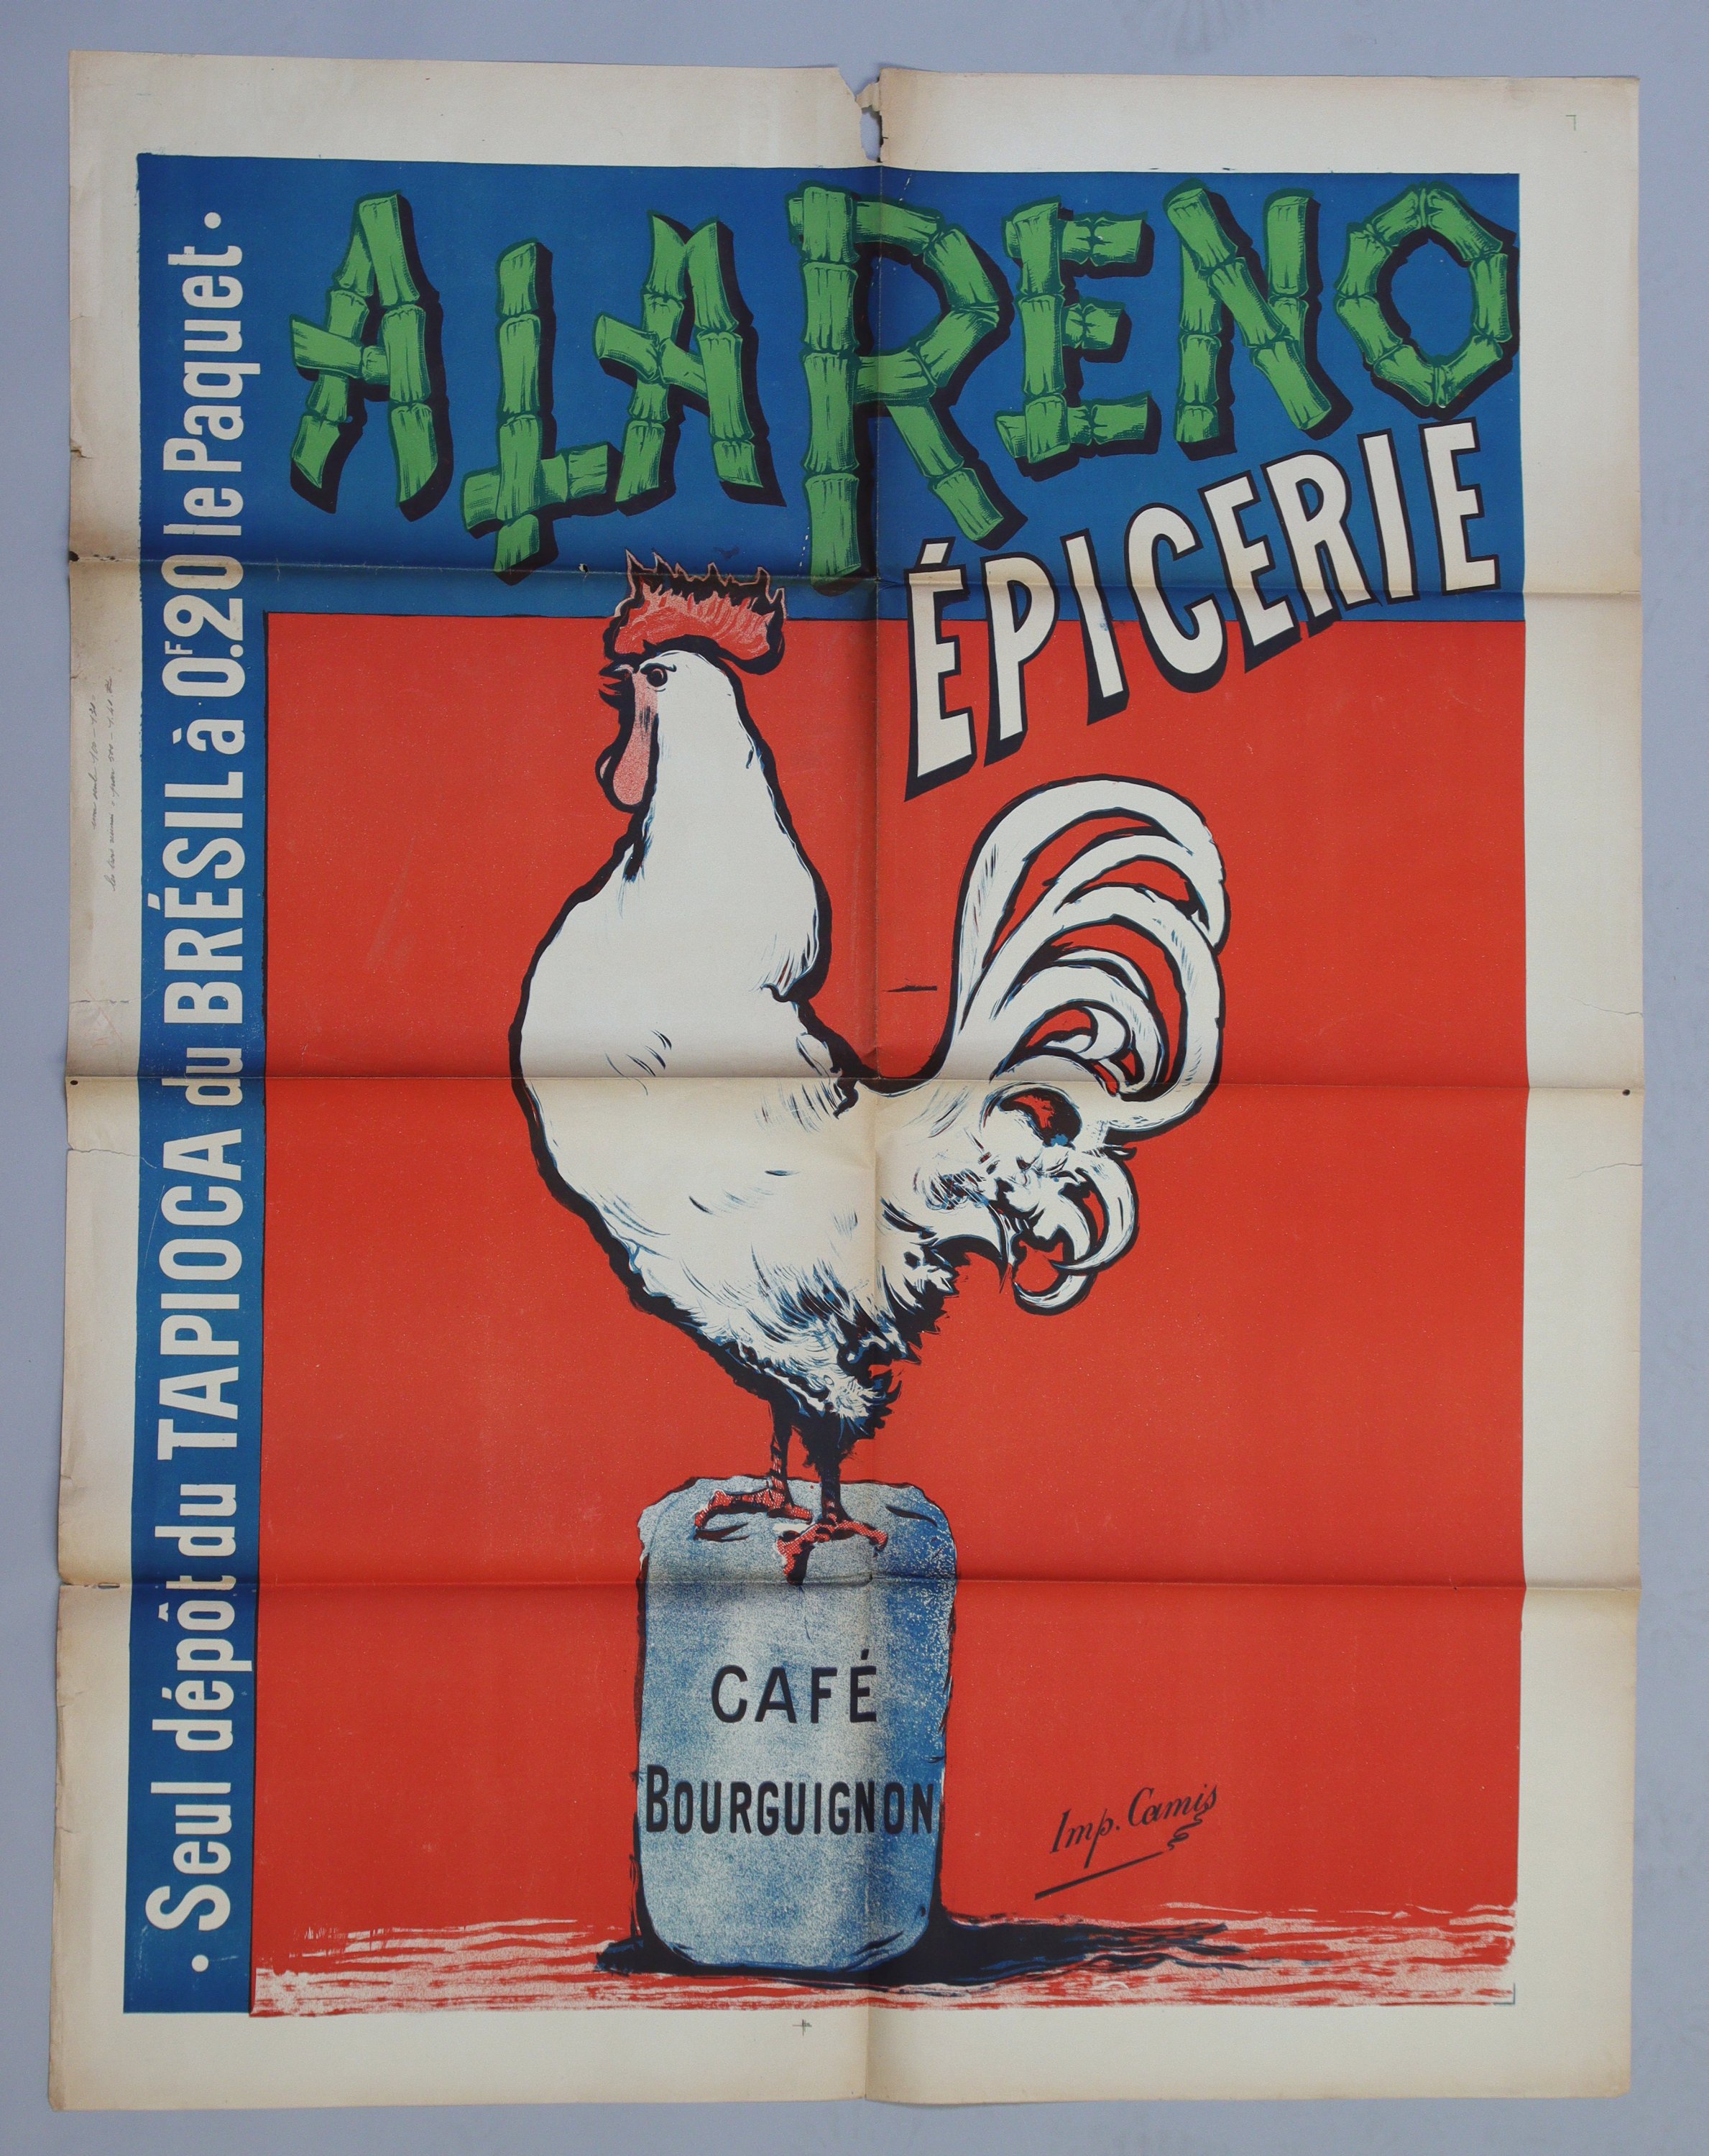 ALARENO
ÉPICERIE
• Seul dépôt du TAPIOCA du BRÉSIL à 0F.20 le Paquet •
CAFÉ
BOURGUIGNON
Imp. Camis